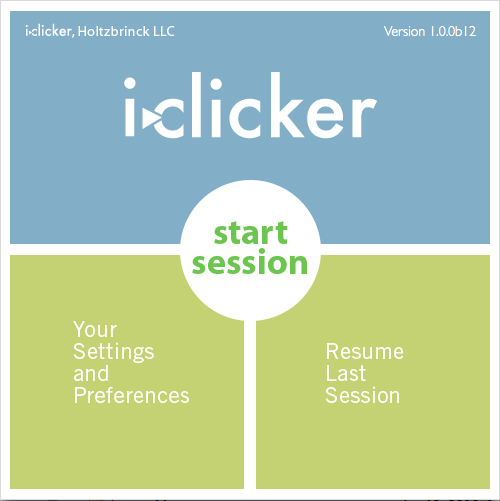 i>clicker, Holtzbrinck LLC
Version 1.0.0b12
i>clicker
start
session
Your
Settings
and
Preferences
Resume
Last
Session